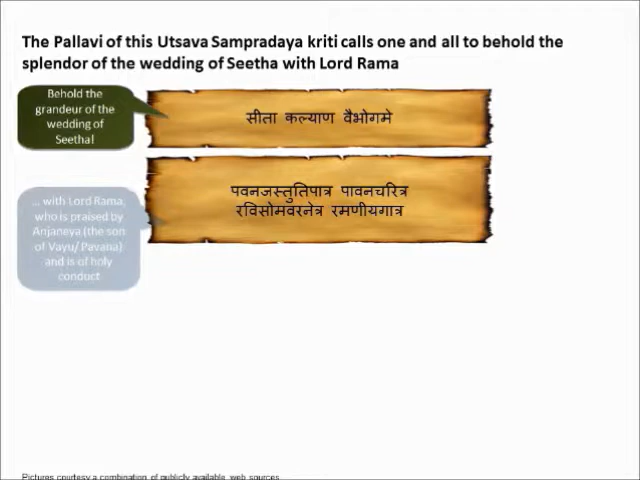 The Pallavi of this Utsava Sampradaya kriti calls one and all to behold the
splendor of the wedding of Seetha with Lord Rama
Behold the
grandeur of the
wedding of
Seetha!
सीता कल्याण वैभोगमे
... with Lord Rama,
who is praised by
Anjaneya (the son
of Vayu/ Pavana)
and is of holy
conduct
पवनजस्तुतिपात्र पावनचरित्र
रविसोमवरनेत्र रमणीयगात्र
Pictures courtesy a combination of publicly available web sources